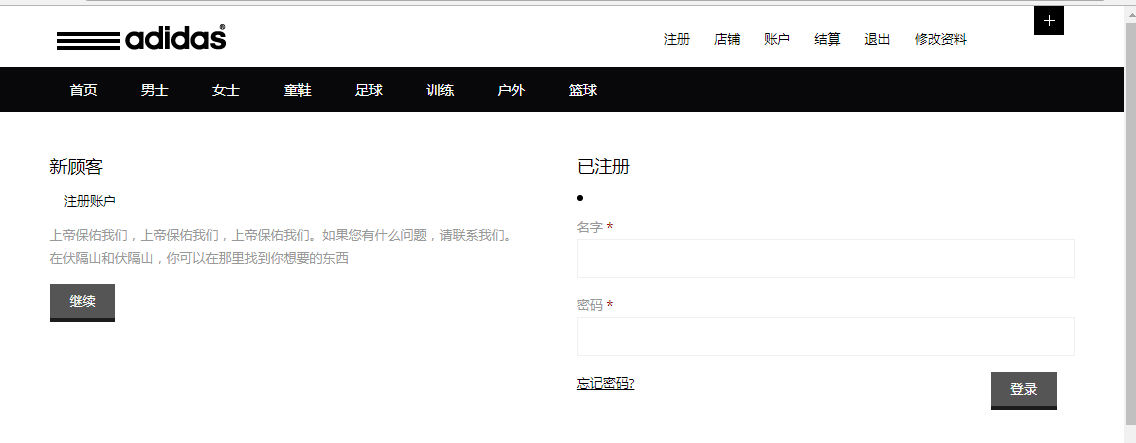 adidas®
注册 店铺 账户 结算 退出 修改资料
首页 男士 女士 童鞋 足球 训练 户外 篮球
新顾客
注册账户
上帝保佑我们，上帝保佑我们，上帝保佑我们。如果您有什么问题，请联系我们。
在伏隔山和伏隔山，你可以在那里找到你想要的东西
继续
已注册
名字 *
密码 *
忘记密码?
登录